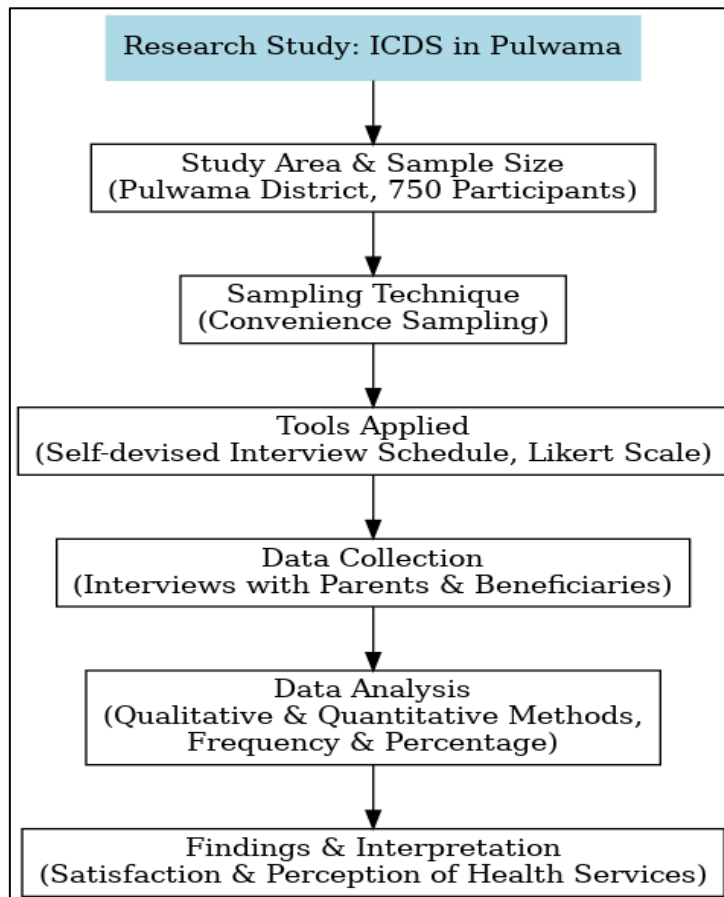 Research Study: ICDS in Pulwama
Study Area & Sample Size
(Pulwama District, 750 Participants)
Sampling Technique
(Convenience Sampling)
Tools Applied
(Self-devised Interview Schedule, Likert Scale)
Data Collection
(Interviews with Parents & Beneficiaries)
Data Analysis
(Qualitative & Quantitative Methods,
Frequency & Percentage)
Findings & Interpretation
(Satisfaction & Perception of Health Services)